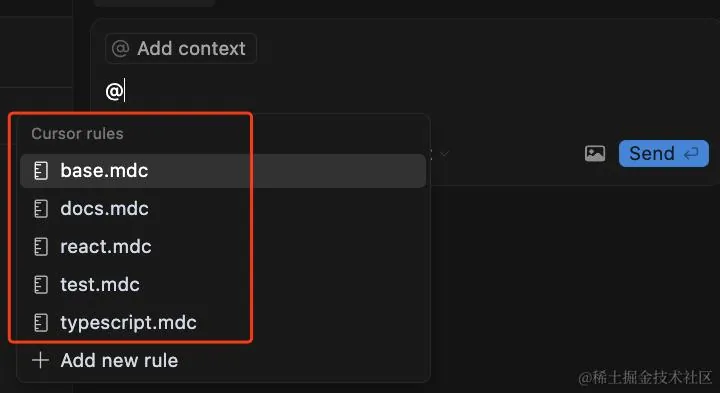 @ Add context
@
Cursor rules
base.mdc
docs.mdc
react.mdc
test.mdc
typescript.mdc
+ Add new rule
Send
@稀土掘金技术社区